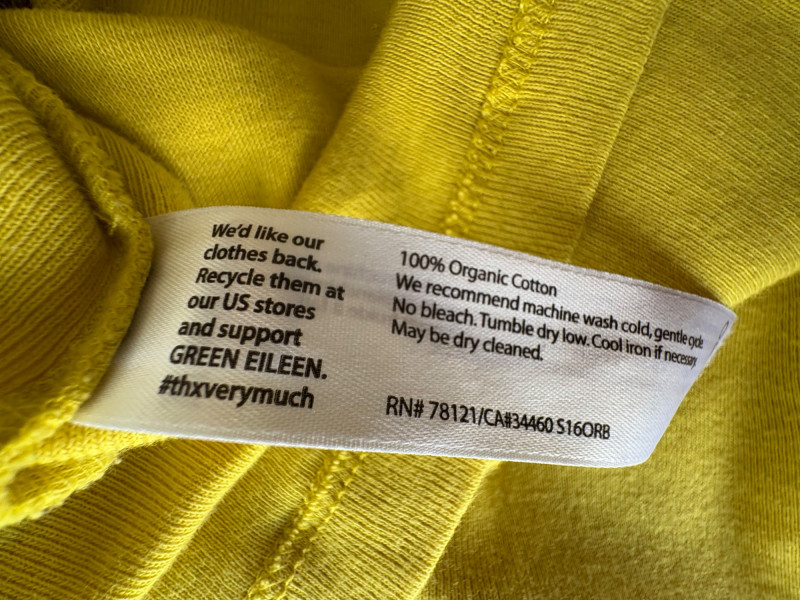 We'd like our
clothes back.
Recycle them at
our US stores
and support
GREEN EILEEN.
#thxverymuch
100% Organic Cotton
We recommend machine wash cold, gentle cycle
No bleach. Tumble dry low. Cool iron if necessary
May be dry cleaned.
RN# 78121/CA#34460 S16ORB